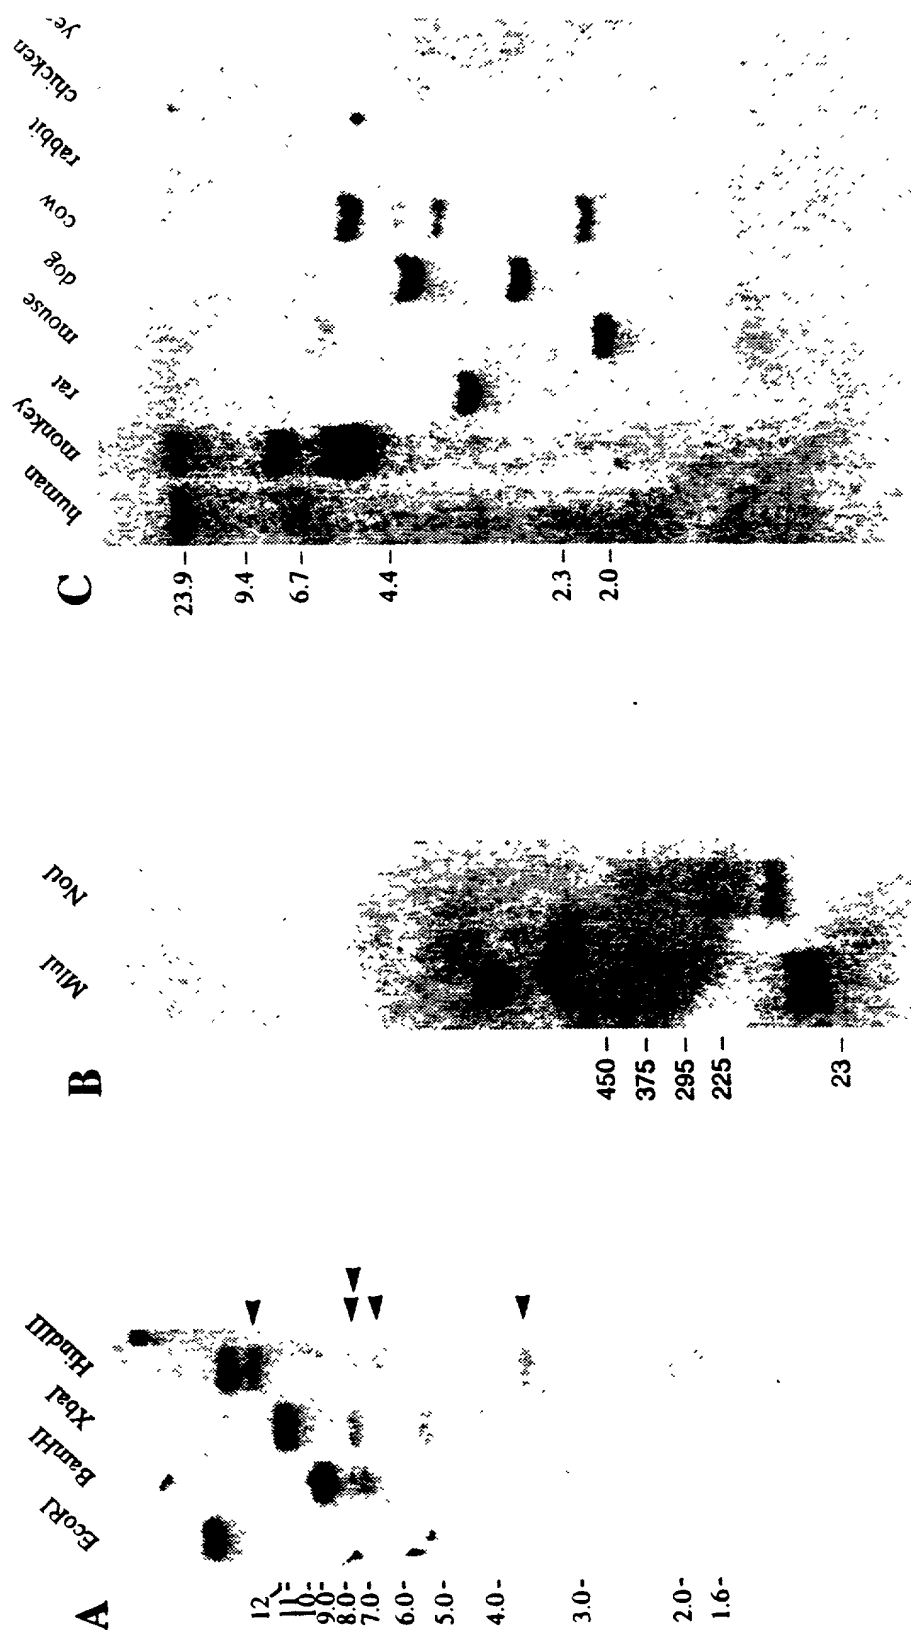 A
EcoRI
BamHI
XbaI
HindIII
12
11-
10-
9.0-
8.0-
7.0-
6.0-
5.0-
4.0-
3.0-
2.0-
1.6-
B
MluI
NotI
450-
375-
295-
225-
23-
C
human
monkey
rat
mouse
dog
cow
rabbit
chicken
ye
23.9-
9.4-
6.7-
4.4-
2.3-
2.0-